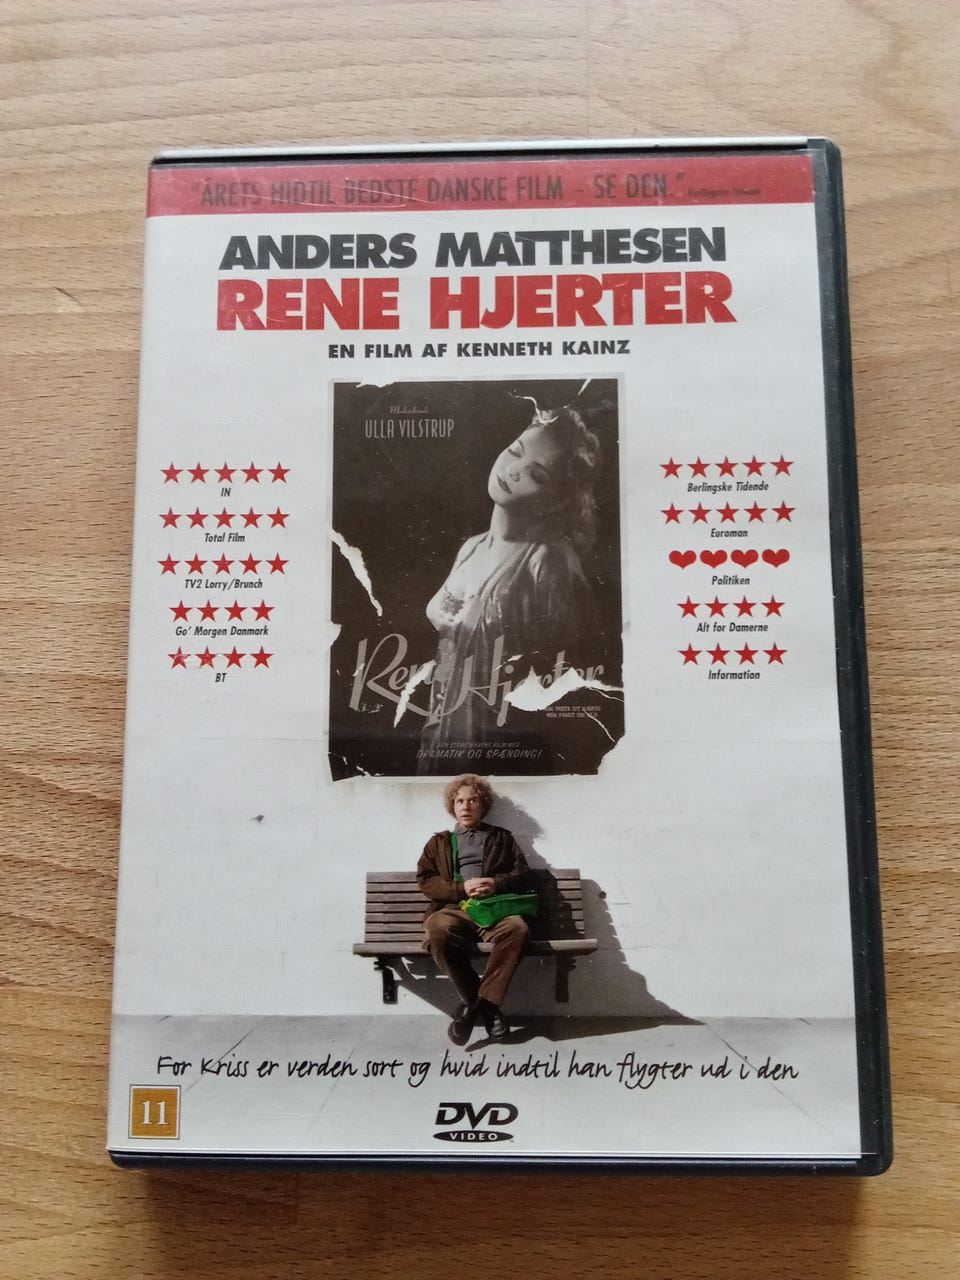 "ÅRETS HIDTIL BEDSTE DANSKE FILM - SE DEN." Berlingske Tidende
ANDERS MATTHESEN
RENE HJERTER
EN FILM AF KENNETH KAINZ
ULLA VILSTRUP
IN
Total Film
TV2 Lorry/Brunch
Go' Morgen Danmark
BT
Berlingske Tidende
Euroman
Politiken
Alt for Damerne
Information
Rene Hjerter
DRAMATIK OG SPÆNDING!
For Kriss er verden sort og hvid indtil han flygter ud i den
11
DVD
VIDEO